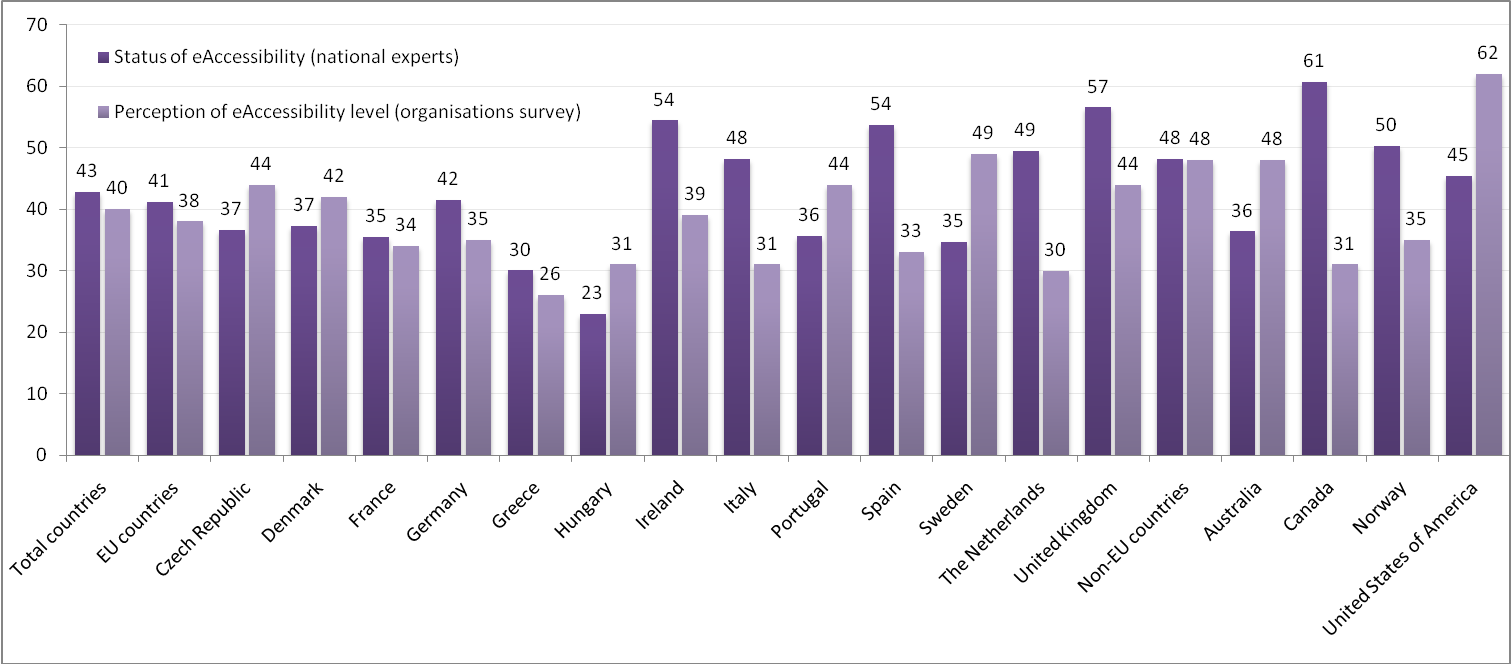 70
60
50
40
30
20
10
0
Status of eAccessibility (national experts)
Perception of eAccessibility level (organisations survey)
43 40
41 38
37 44
37 42
35 34
42 35
30 26
23 31
54 39
48 31
36 44
54 33
35 49
49 30
57 44
48 48
36 48
61 31
50 35
45 62
Total countries
EU countries
Czech Republic
Denmark
France
Germany
Greece
Hungary
Ireland
Italy
Portugal
Spain
Sweden
The Netherlands
United Kingdom
Non-EU countries
Australia
Canada
Norway
United States of America